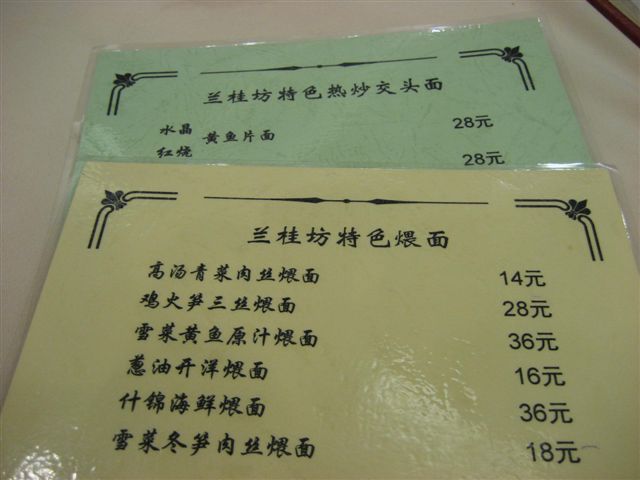 兰桂坊特色热炒交头面
水晶 黄鱼片面 28元
红烧 28元
兰桂坊特色煨面
高汤青菜肉丝煨面 14元
鸡火笋三丝煨面 28元
雪菜黄鱼原汁煨面 36元
葱油开洋煨面 16元
什锦海鲜煨面 36元
雪菜冬笋肉丝煨面 18元